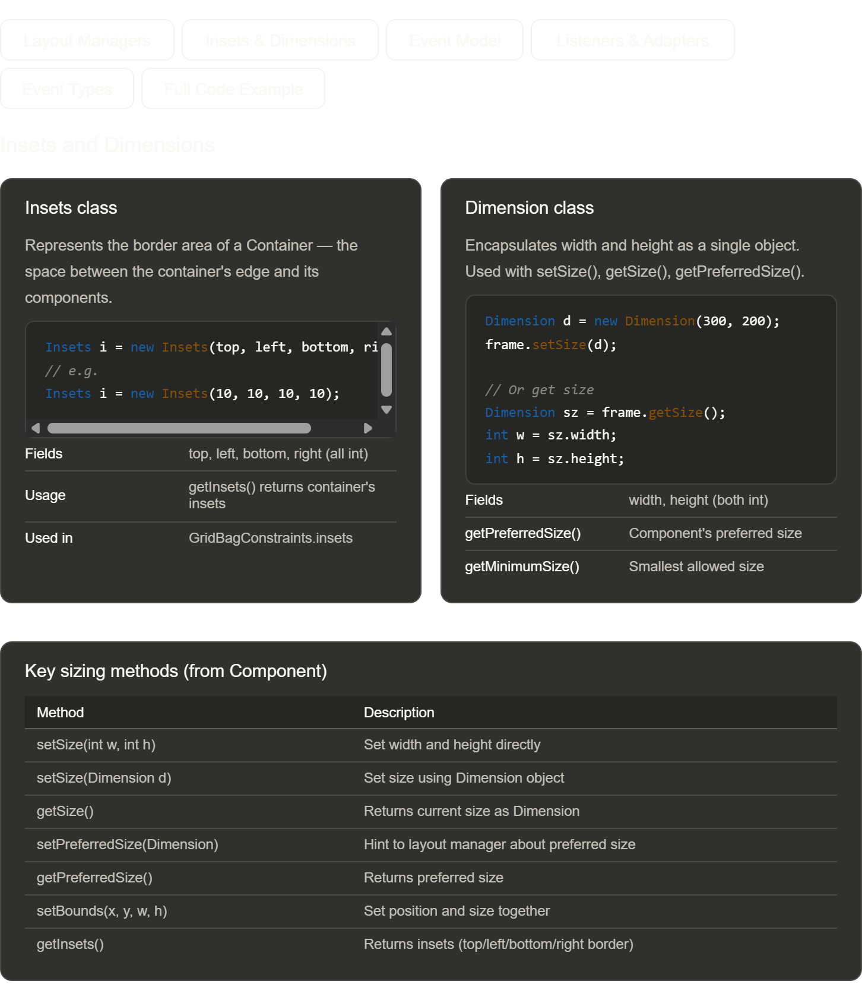 Layout Managers
Insets & Dimensions
Event Model
Listeners & Adapters
Event Types
Full Code Example
Insets and Dimensions
Insets class
Represents the border area of a Container — the
space between the container's edge and its
components.
Insets i = new Insets(top, left, bottom, ri
// e.g.
Insets i = new Insets(10, 10, 10, 10);
Fields top, left, bottom, right (all int)
Usage getInsets() returns container's
insets
Used in GridBagConstraints.insets
Dimension class
Encapsulates width and height as a single object.
Used with setSize(), getSize(), getPreferredSize().
Dimension d = new Dimension(300, 200);
frame.setSize(d);
// Or get size
Dimension sz = frame.getSize();
int w = sz.width;
int h = sz.height;
Fields width, height (both int)
getPreferredSize() Component's preferred size
getMinimumSize() Smallest allowed size
Key sizing methods (from Component)
Method Description
setSize(int w, int h) Set width and height directly
setSize(Dimension d) Set size using Dimension object
getSize() Returns current size as Dimension
setPreferredSize(Dimension) Hint to layout manager about preferred size
getPreferredSize() Returns preferred size
setBounds(x, y, w, h) Set position and size together
getInsets() Returns insets (top/left/bottom/right border)